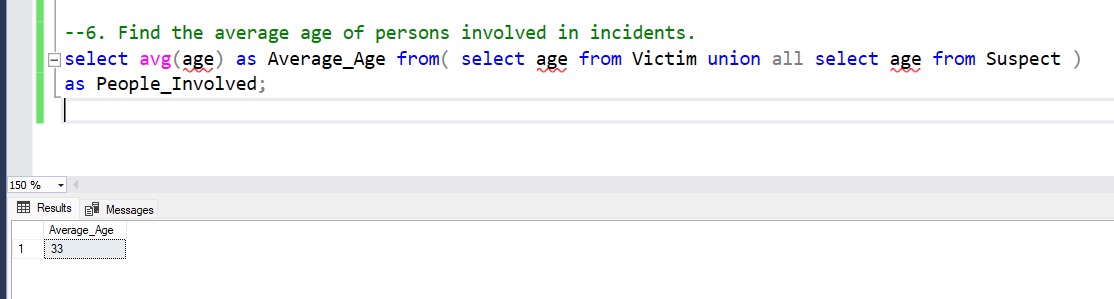 --6. Find the average age of persons involved in incidents.
select avg(age) as Average_Age from( select age from Victim union all select age from Suspect )
as People_Involved;
150 %
Results Messages
Average_Age
1 33